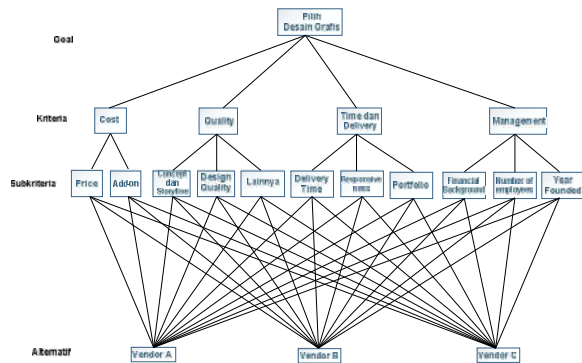 Pilih
Desain Grafis
Goal
Kriteria
Cost
Quality
Time dan
Delivery
Management
Subkriteria
Price
Add-on
Concept
dan
Storyline
Design
Quality
Lainnya
Delivery
Time
Responsive
ness
Portfolio
Financial
Background
Number of
employees
Year
Founded
Alternatif
Vendor A
Vendor B
Vendor C